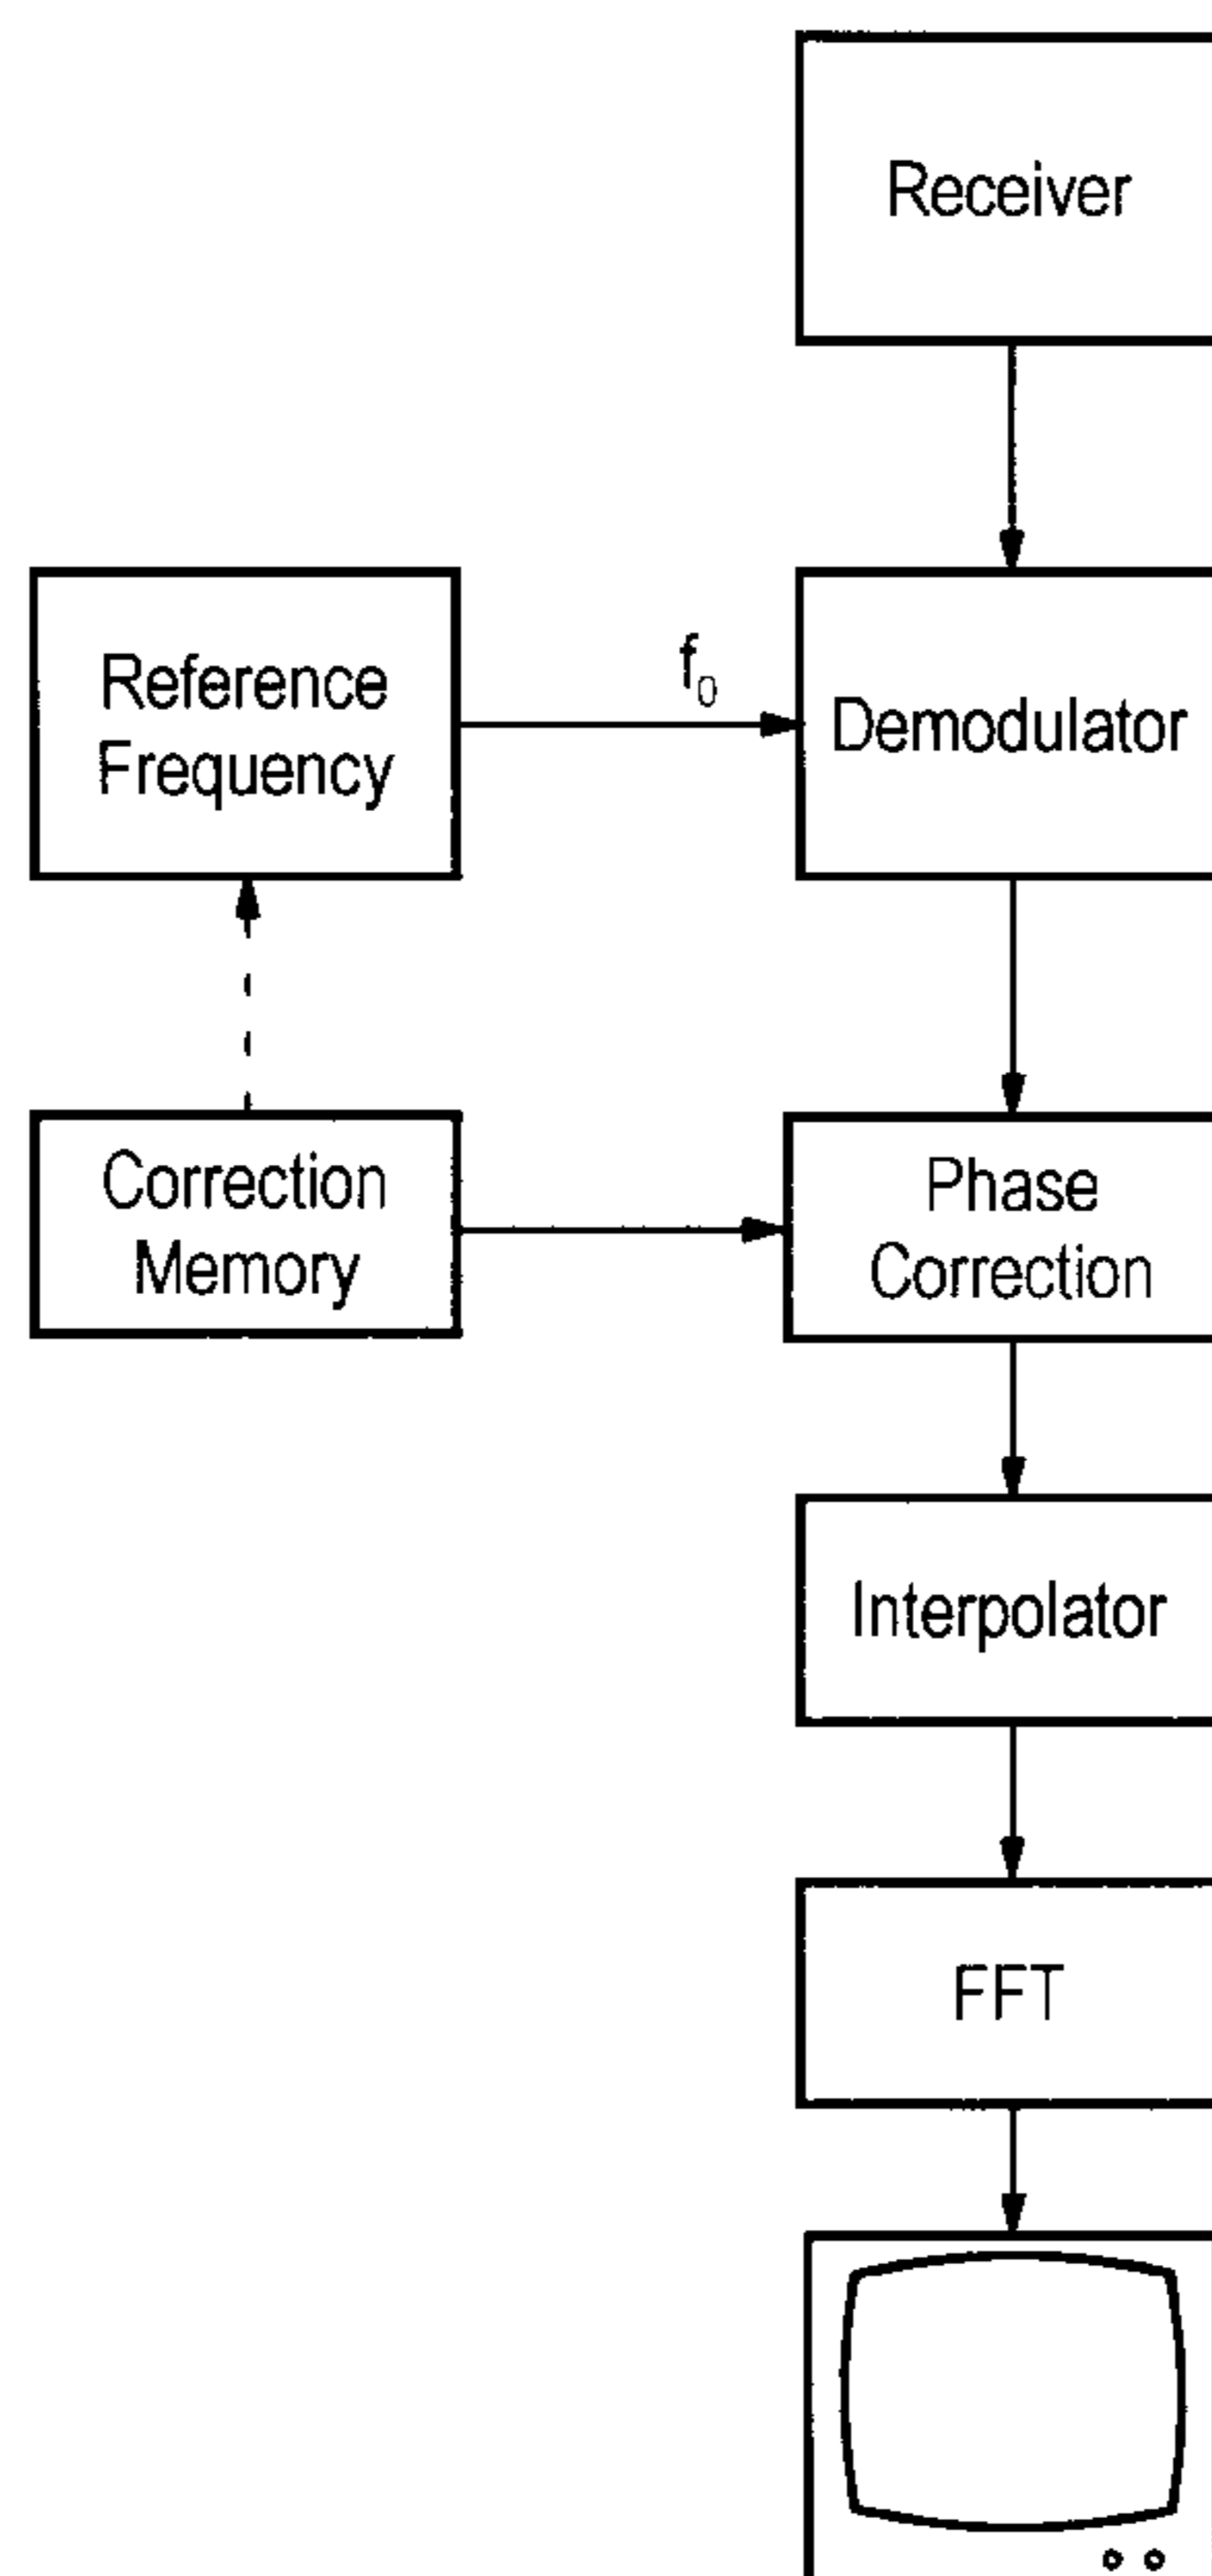 Receiver
Reference
Frequency
f₀
Demodulator
Correction
Memory
Phase
Correction
Interpolator
FFT